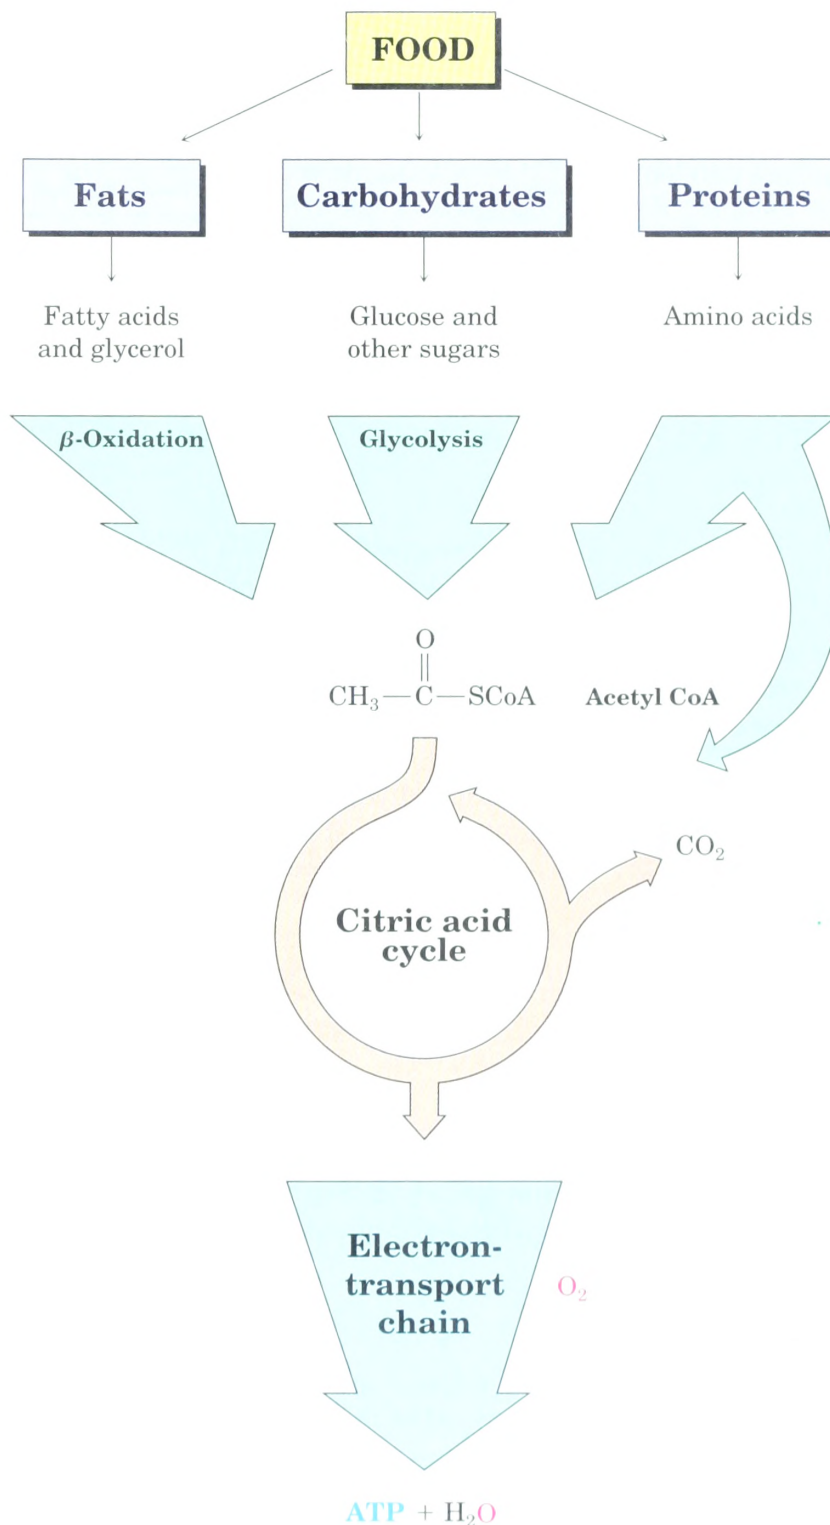 FOOD
Fats
Carbohydrates
Proteins
Fatty acids
and glycerol
Glucose and
other sugars
Amino acids
β-Oxidation
Glycolysis
O
CH₃—C—SCoA
Acetyl CoA
CO₂
Citric acid
cycle
Electron-
transport
chain
O₂
ATP + H₂O